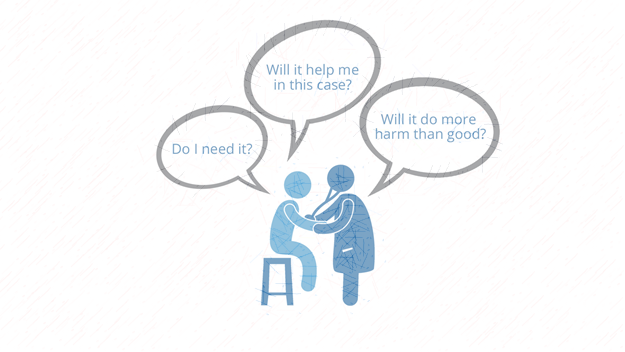 Will it help me
in this case?
Will it do more
harm than good?
Do I need it?